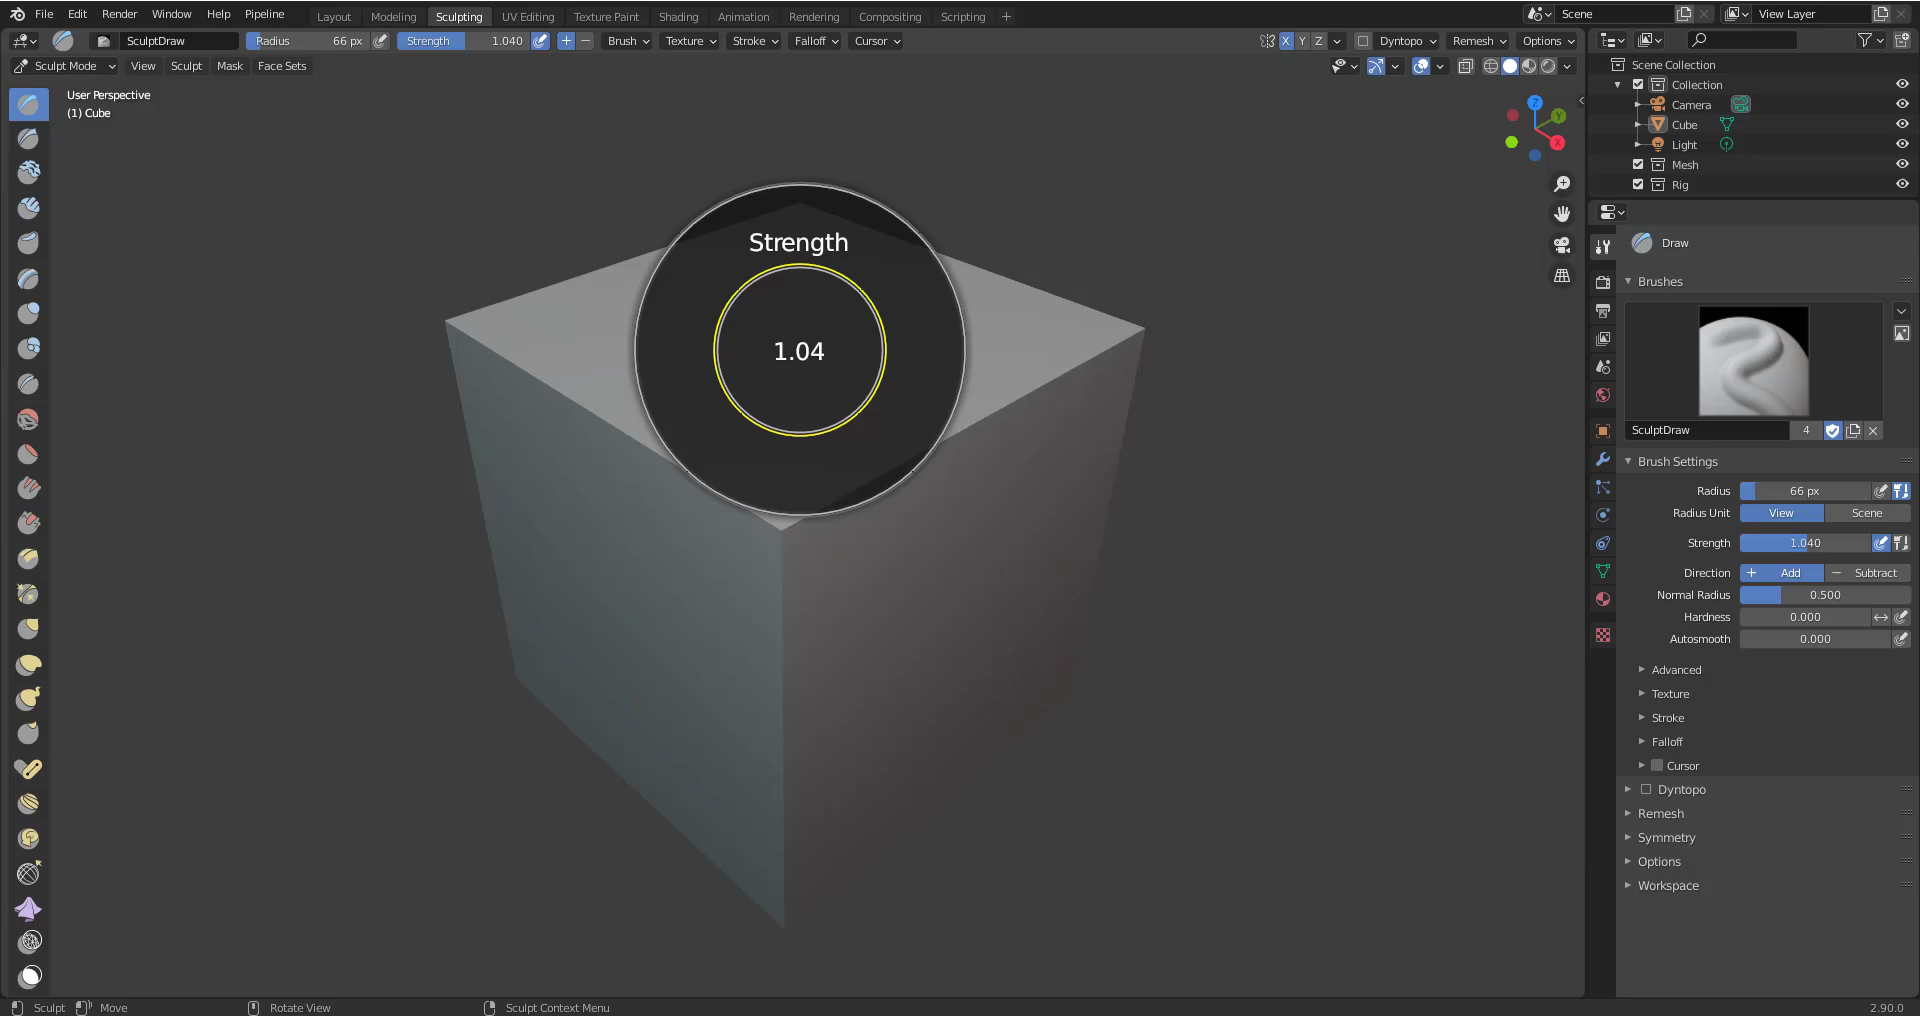 File Edit Render Window Help Pipeline Layout Modeling Sculpting UV Editing Texture Paint Shading Animation Rendering Compositing Scripting + Scene View Layer
SculptDraw Radius 66 px Strength 1.040 + − Brush Texture Stroke Falloff Cursor X Y Z Dyntopo Remesh Options
Sculpt Mode View Sculpt Mask Face Sets
User Perspective
(1) Cube
Z
Y
X
Strength
1.04
Scene Collection
Collection
Camera
Cube
Light
Mesh
Rig
Draw
Brushes
SculptDraw 4
Brush Settings
Radius 66 px
Radius Unit View Scene
Strength 1.040
Direction + Add − Subtract
Normal Radius 0.500
Hardness 0.000
Autosmooth 0.000
Advanced
Texture
Stroke
Falloff
Cursor
Dyntopo
Remesh
Symmetry
Options
Workspace
Sculpt Move Rotate View Sculpt Context Menu 2.90.0